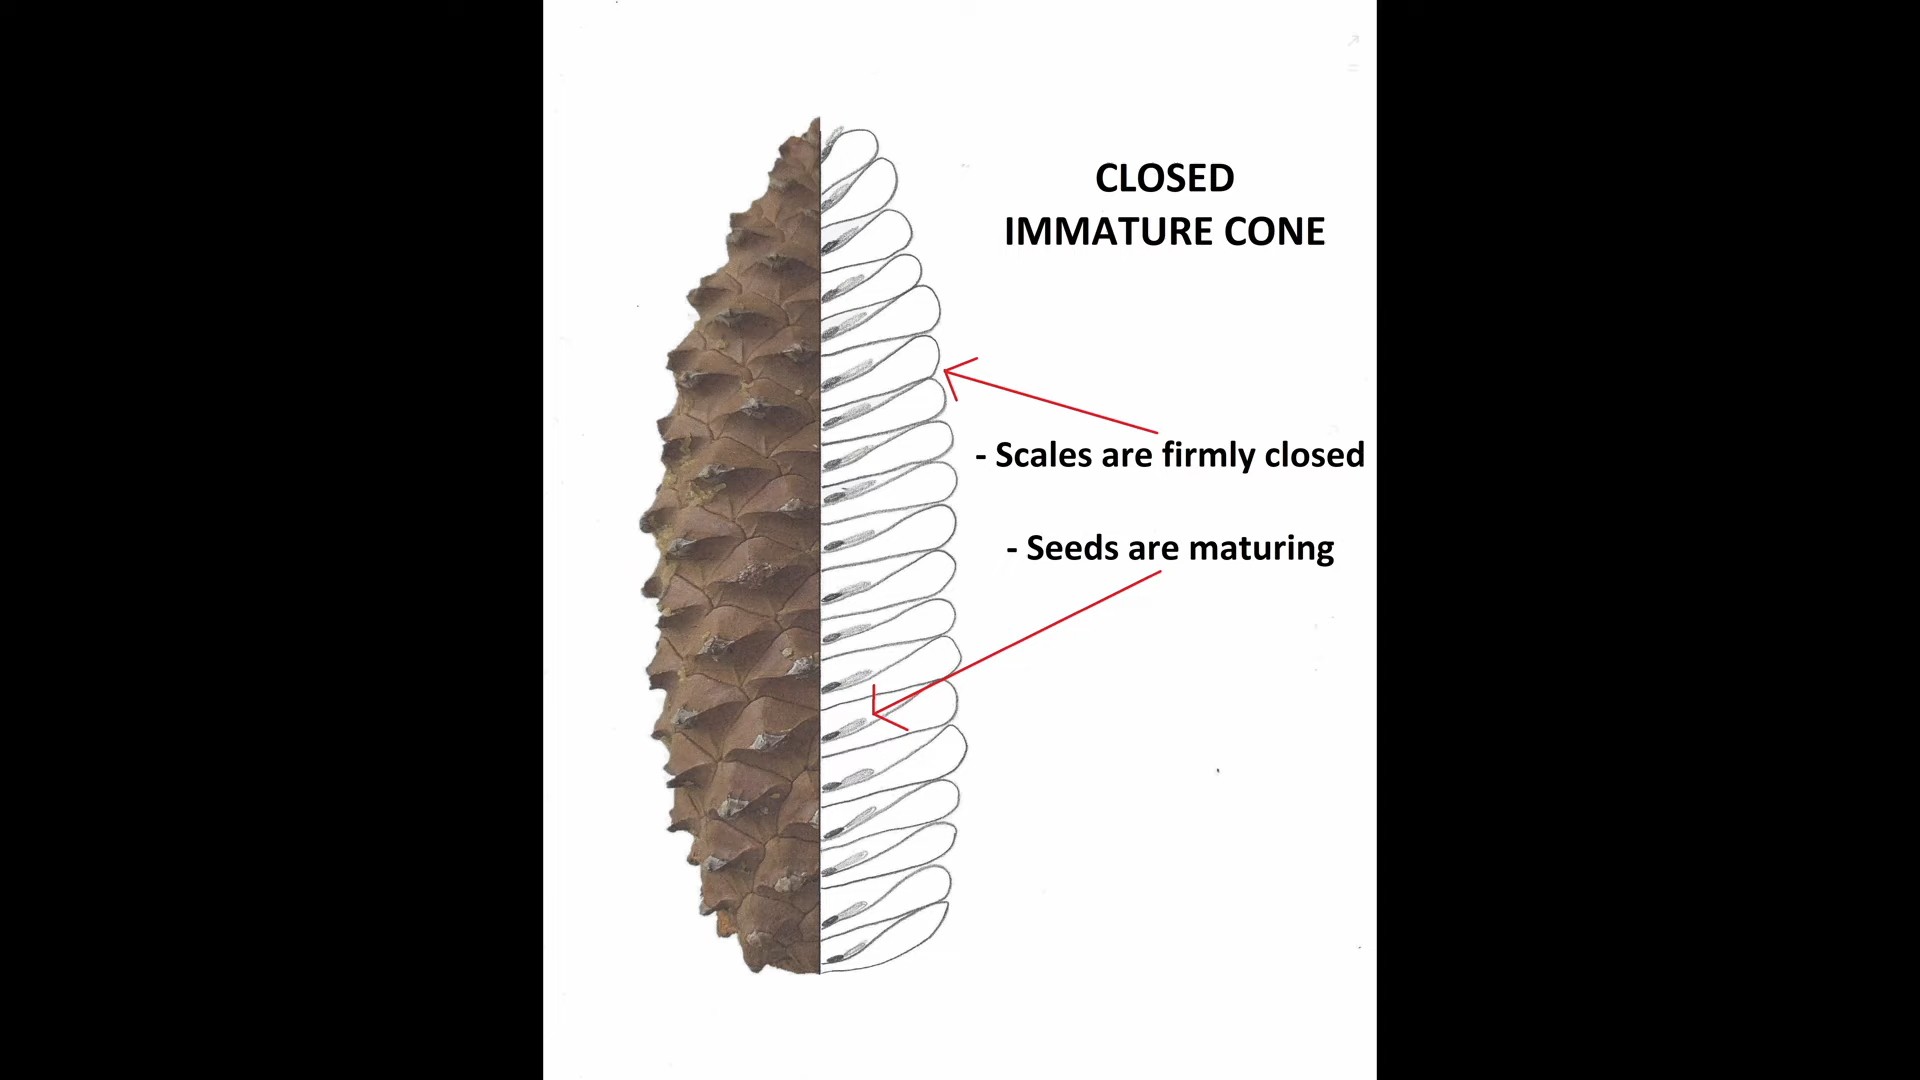 CLOSED
IMMATURE CONE
- Scales are firmly closed
- Seeds are maturing